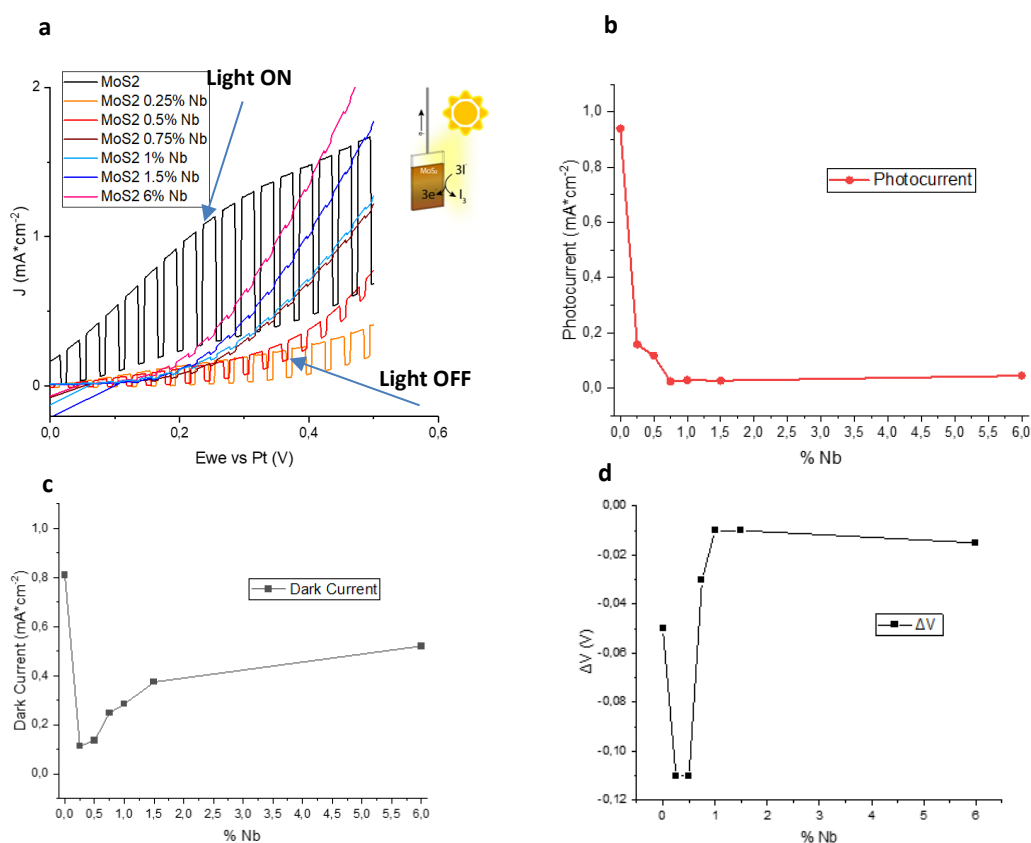 a
2
1
0
0,0
0,2
0,4
0,6
J (mA*cm-2)
Ewe vs Pt (V)
MoS2
MoS2 0.25% Nb
MoS2 0.5% Nb
MoS2 0.75% Nb
MoS2 1% Nb
MoS2 1.5% Nb
MoS2 6% Nb
Light ON
Light OFF
MoS2
3I-
3e-
I3-
b
1,0
0,8
0,6
0,4
0,2
0,0
0,0 0,5 1,0 1,5 2,0 2,5 3,0 3,5 4,0 4,5 5,0 5,5 6,0
Photocurrent (mA*cm-2)
% Nb
Photocurrent
c
1,0
0,8
0,6
0,4
0,2
0,0
0,0 0,5 1,0 1,5 2,0 2,5 3,0 3,5 4,0 4,5 5,0 5,5 6,0
Dark Current (mA*cm-2)
% Nb
Dark Current
d
0,00
-0,02
-0,04
-0,06
-0,08
-0,10
-0,12
0 1 2 3 4 5 6
ΔV (V)
% Nb
ΔV